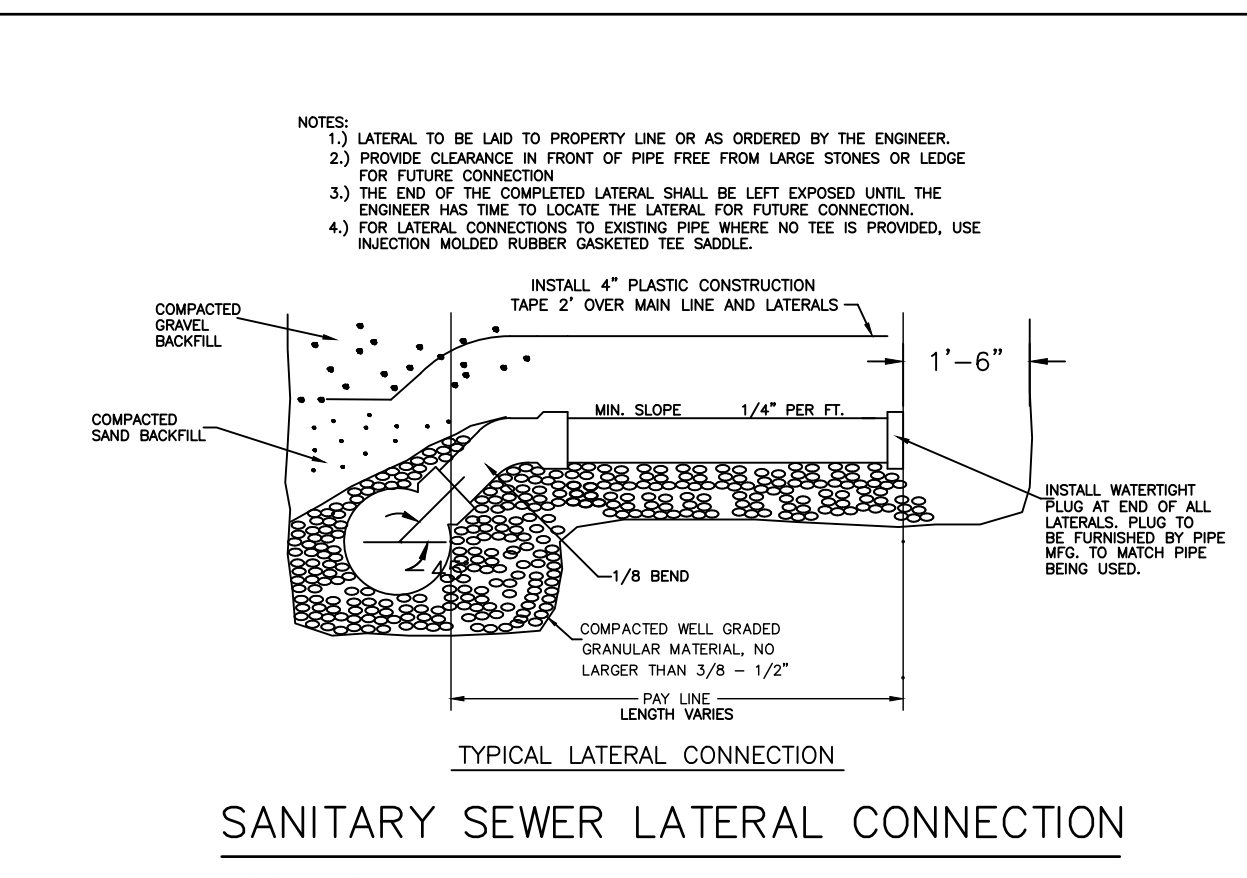 NOTES:
1.) LATERAL TO BE LAID TO PROPERTY LINE OR AS ORDERED BY THE ENGINEER.
2.) PROVIDE CLEARANCE IN FRONT OF PIPE FREE FROM LARGE STONES OR LEDGE
FOR FUTURE CONNECTION
3.) THE END OF THE COMPLETED LATERAL SHALL BE LEFT EXPOSED UNTIL THE
ENGINEER HAS TIME TO LOCATE THE LATERAL FOR FUTURE CONNECTION.
4.) FOR LATERAL CONNECTIONS TO EXISTING PIPE WHERE NO TEE IS PROVIDED, USE
INJECTION MOLDED RUBBER GASKETED TEE SADDLE.
INSTALL 4" PLASTIC CONSTRUCTION
TAPE 2' OVER MAIN LINE AND LATERALS
COMPACTED
GRAVEL
BACKFILL
1'-6"
COMPACTED
SAND BACKFILL
MIN. SLOPE 1/4" PER FT.
INSTALL WATERTIGHT
PLUG AT END OF ALL
LATERALS. PLUG TO
BE FURNISHED BY PIPE
MFG. TO MATCH PIPE
BEING USED.
1/8 BEND
COMPACTED WELL GRADED
GRANULAR MATERIAL, NO
LARGER THAN 3/8 - 1/2"
PAY LINE
LENGTH VARIES
TYPICAL LATERAL CONNECTION
SANITARY SEWER LATERAL CONNECTION